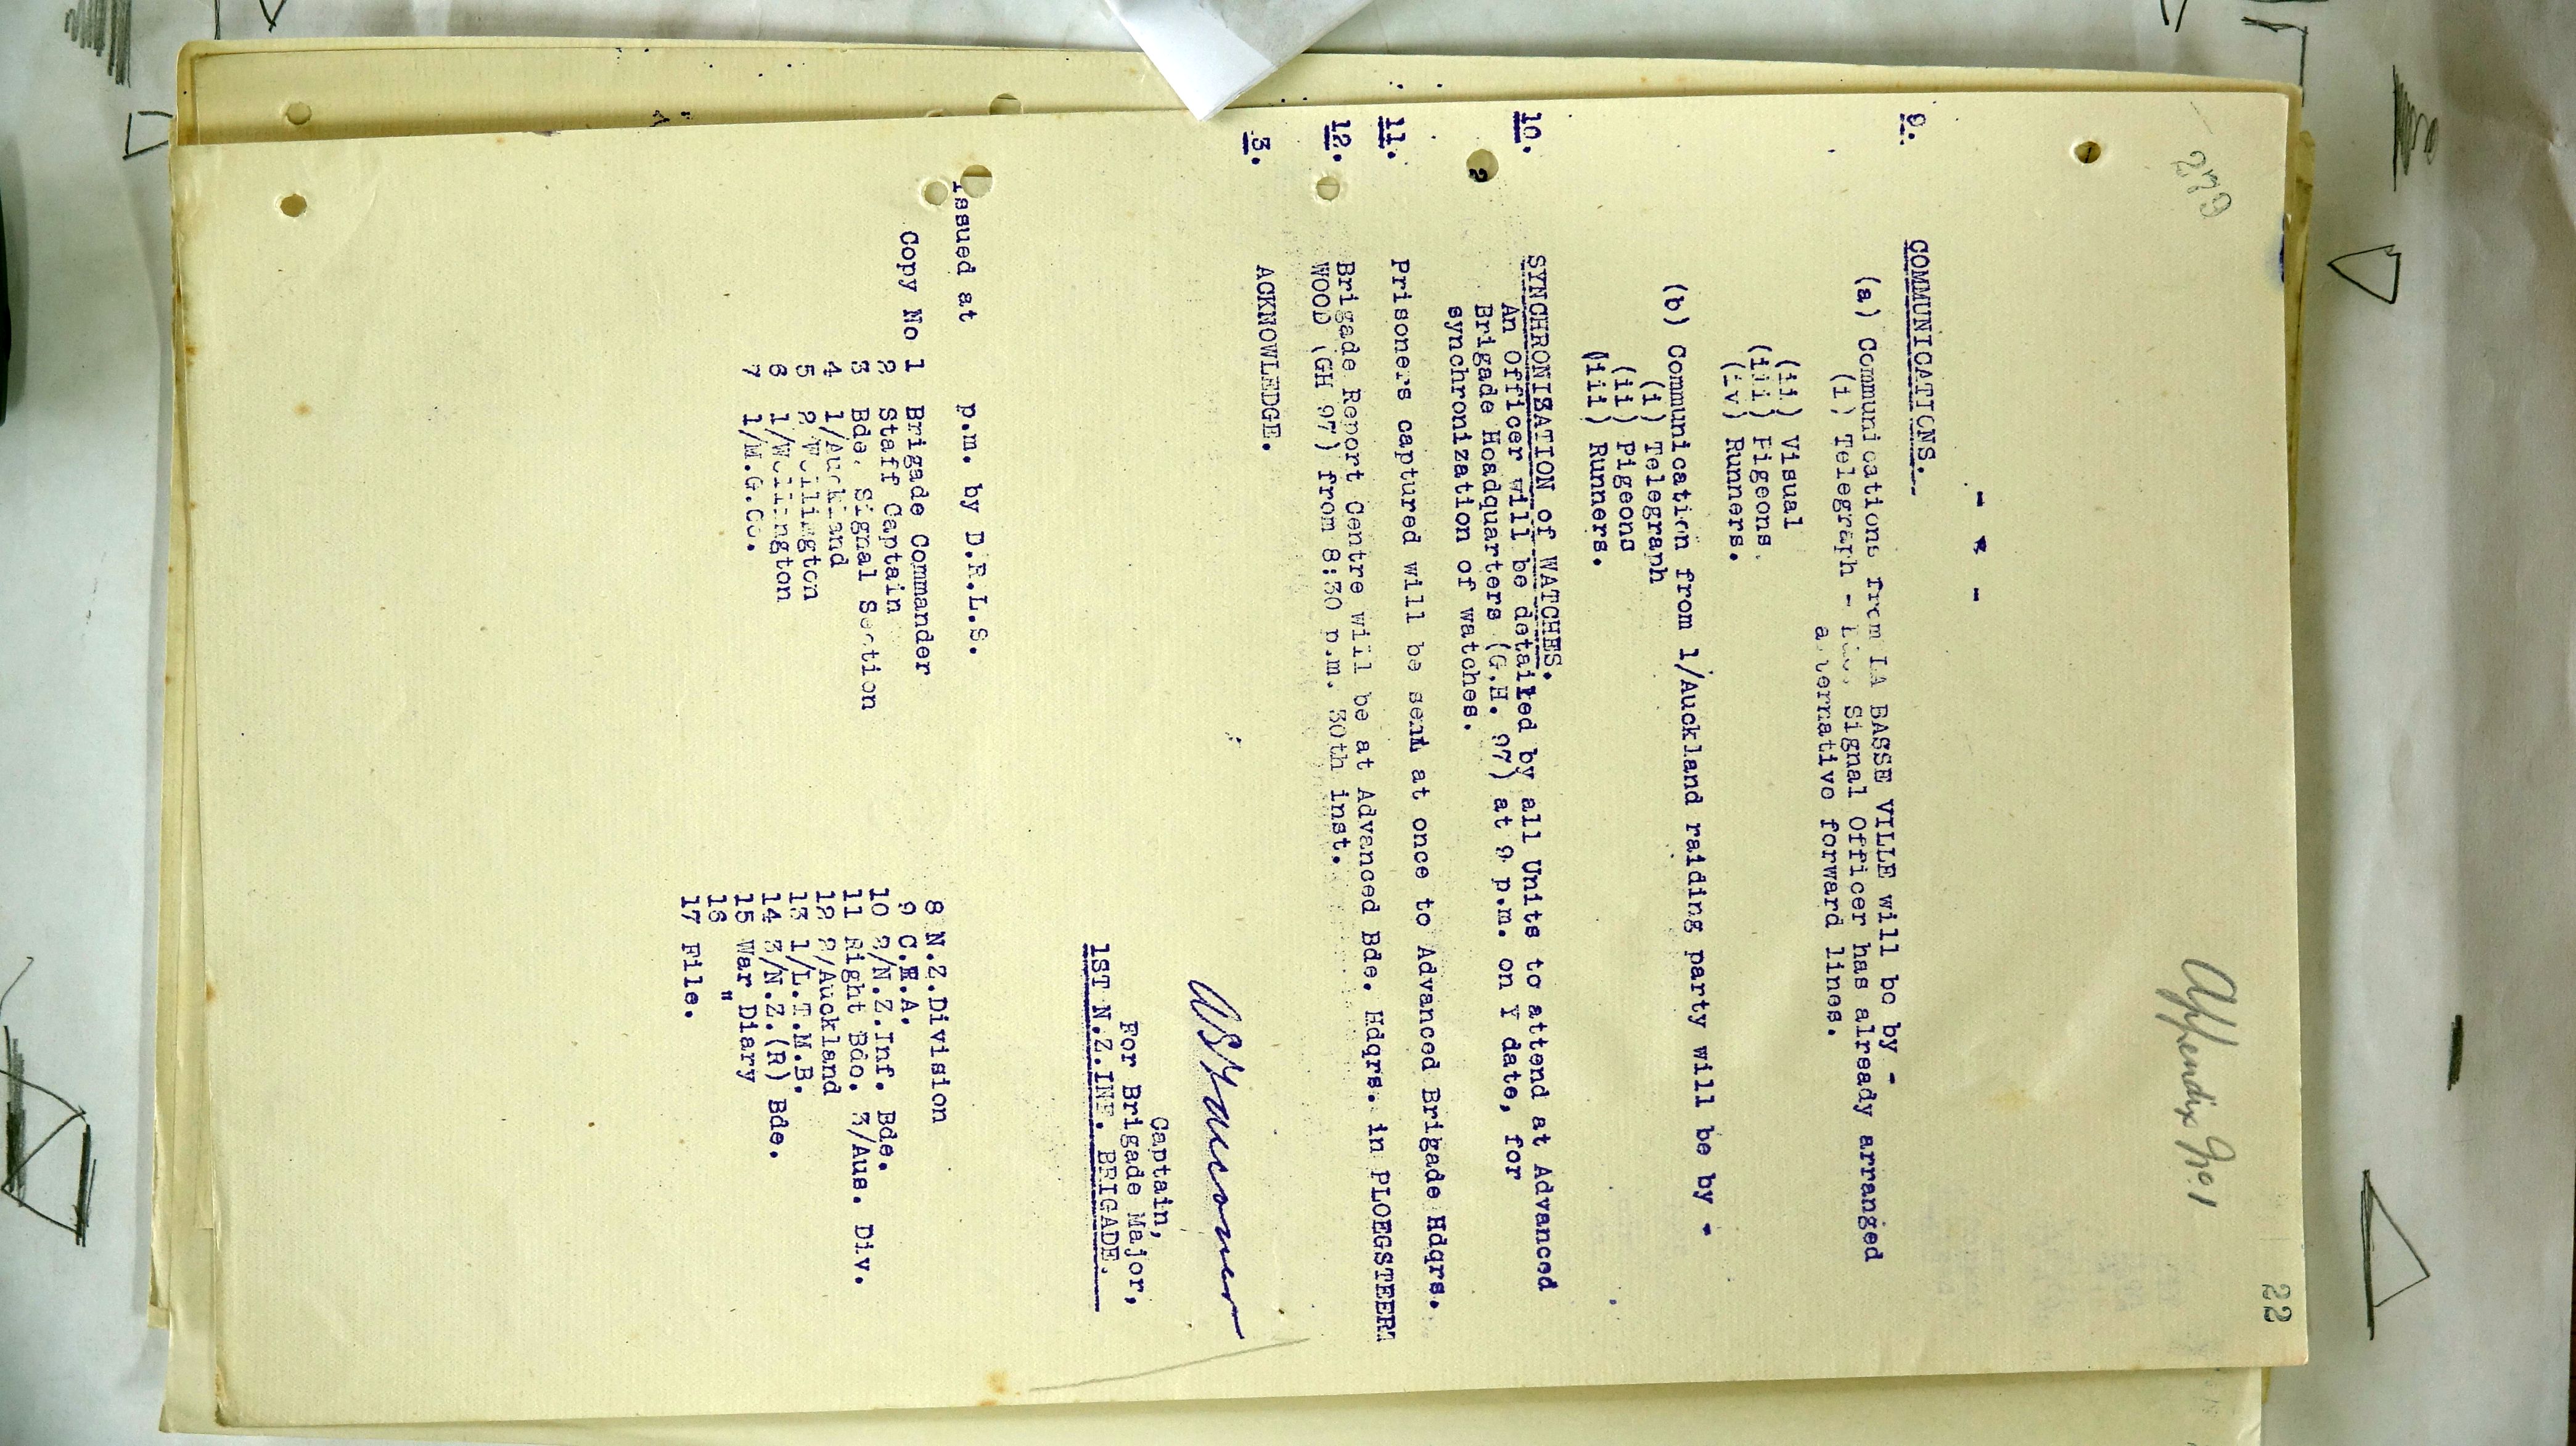 279
Appendix No. 1
22
9. COMMUNICATIONS.
(a) Communications from LA BASSE VILLE will be by -
(i) Telegraph - Signal Officer has already arranged
alternative forward lines.
(ii) Visual
(iii) Pigeons
(iv) Runners.
(b) Communication from 1/Auckland raiding party will be by -
(i) Telegraph
(ii) Pigeons
(iii) Runners.
10. SYNCHRONISATION of WATCHES.
An Officer will be detailed by all Units to attend at Advanced
Brigade Headquarters (G.H. 97) at 9 p.m. on Y date, for
synchronization of watches.
11. Prisoners captured will be send at once to Advanced Brigade Hdqrs.
12. Brigade Report Centre will be at Advanced Bde. Hdqrs. in PLOEGSTEERT
WOOD (GH 97) from 8:30 p.m. 30th inst.
3. ACKNOWLEDGE.
Captain,
For Brigade Major,
1ST N.Z.INF. BRIGADE.
Issued at p.m. by D.R.L.S.
Copy No 1 Brigade Commander
2 Staff Captain
3 Bde. Signal Section
4 1/Auckland
5 2 Wellington
6 1/Wellington
7 1/M.G.Co.
8 N.Z.Division
9 C.R.A.
10 2/N.Z.Inf. Bde.
11 Right Bde. 3/Aus. Div.
12 2/Auckland
13 1/L.T.M.B.
14 3/N.Z.(R) Bde.
15 War Diary
16 "
17 File.